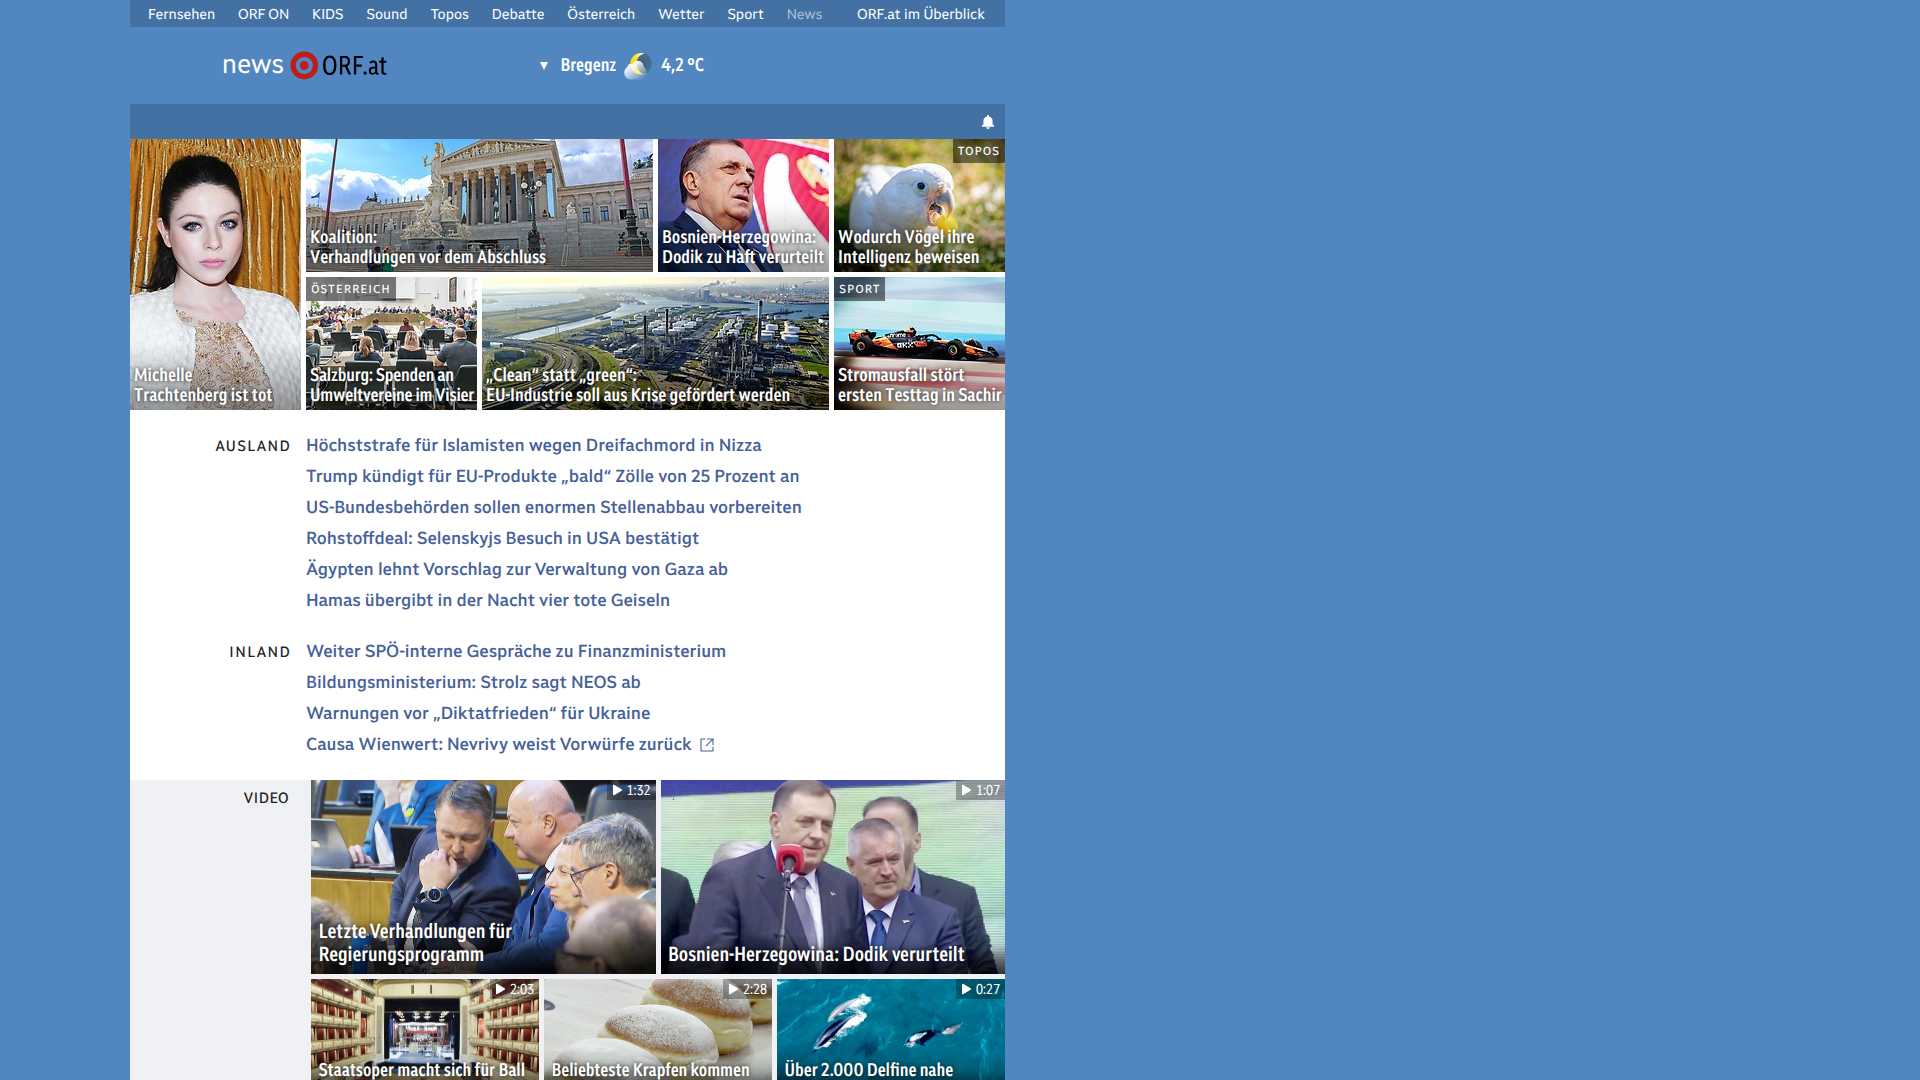 Fernsehen ORF ON KIDS Sound Topos Debatte Österreich Wetter Sport News ORF.at im Überblick
news ORF.at
▼ Bregenz 4,2 °C
Michelle
Trachtenberg ist tot
Koalition:
Verhandlungen vor dem Abschluss
Bosnien-Herzegowina:
Dodik zu Haft verurteilt
TOPOS
Wodurch Vögel ihre
Intelligenz beweisen
ÖSTERREICH
Salzburg: Spenden an
Umweltvereine im Visier
„Clean“ statt „green“:
EU-Industrie soll aus Krise gefördert werden
SPORT
Stromausfall stört
ersten Testtag in Sachir
AUSLAND
Höchststrafe für Islamisten wegen Dreifachmord in Nizza
Trump kündigt für EU-Produkte „bald“ Zölle von 25 Prozent an
US-Bundesbehörden sollen enormen Stellenabbau vorbereiten
Rohstoffdeal: Selenskyjs Besuch in USA bestätigt
Ägypten lehnt Vorschlag zur Verwaltung von Gaza ab
Hamas übergibt in der Nacht vier tote Geiseln
INLAND
Weiter SPÖ-interne Gespräche zu Finanzministerium
Bildungsministerium: Strolz sagt NEOS ab
Warnungen vor „Diktatfrieden“ für Ukraine
Causa Wienwert: Nevrivy weist Vorwürfe zurück
VIDEO
1:32
Letzte Verhandlungen für
Regierungsprogramm
1:07
Bosnien-Herzegowina: Dodik verurteilt
2:03
Staatsoper macht sich für Ball
2:28
Beliebteste Krapfen kommen
0:27
Über 2.000 Delfine nahe